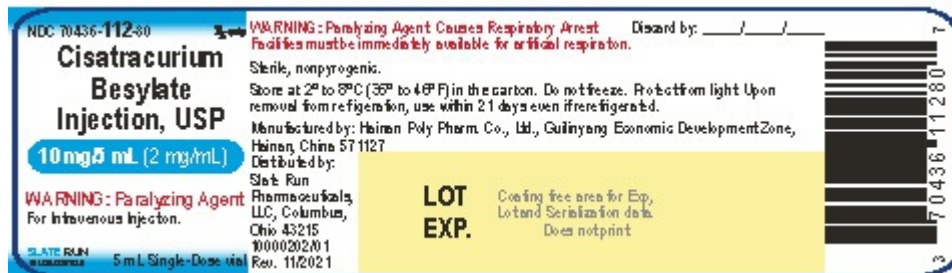 NDC 70436-112-80
Cisatracurium
Besylate
Injection, USP
10 mg/5 mL (2 mg/mL)
WARNING: Paralyzing Agent
For Intravenous Injection.
SLATE RUN
5 mL Single-Dose vial
WARNING: Paralyzing Agent Causes Respiratory Arrest
Facilities must be immediately available for artificial respiration.
Discard by: ____/____/____
Sterile, nonpyrogenic.
Store at 2° to 8°C (36° to 46°F) in the carton. Do not freeze. Protect from light. Upon
removal from refrigeration, use within 21 days even if rerefrigerated.
Manufactured by: Hainan Poly Pharm. Co., Ltd., Guilinyang Economic Development Zone,
Hainan, China 571127
Distributed by:
Slate Run
Pharmaceuticals,
LLC, Columbus,
Ohio 43215
10000202/01
Rev. 11/2021
LOT
EXP.
Coating free area for Exp,
Lot and Serialization data.
Does not print
3 70436 11280 7